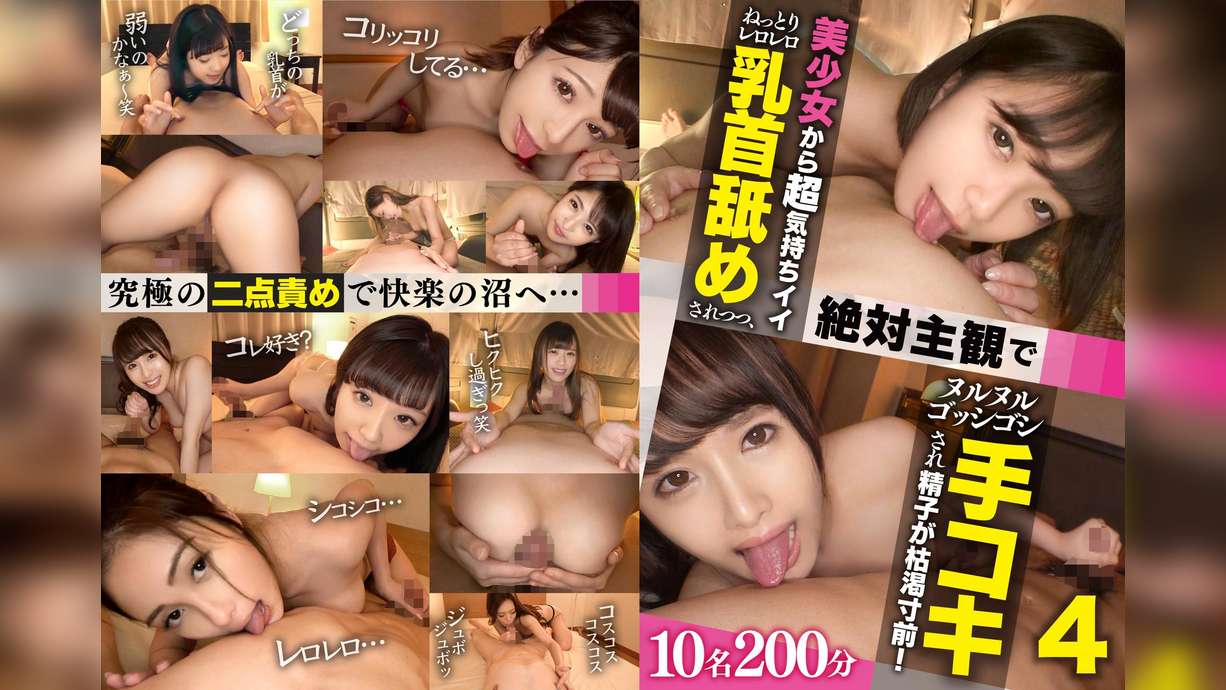 どっちの
乳首が
弱いの
かなぁ～笑
コリッコリ
してる…
究極の二点責めで快楽の沼へ…
コレ好き?
ヒクヒク
し過ぎっ笑
シコシコ…
レロレロ…
ジュボ
ジュボッ
コスコス
コスコス
美少女から超気持ちイイ
ねっとり
レロレロ
乳首舐め
されつつ、
絶対主観で
ヌルヌル
ゴッシゴシ
手コキ
され精子が枯渇寸前!
4
10名200分